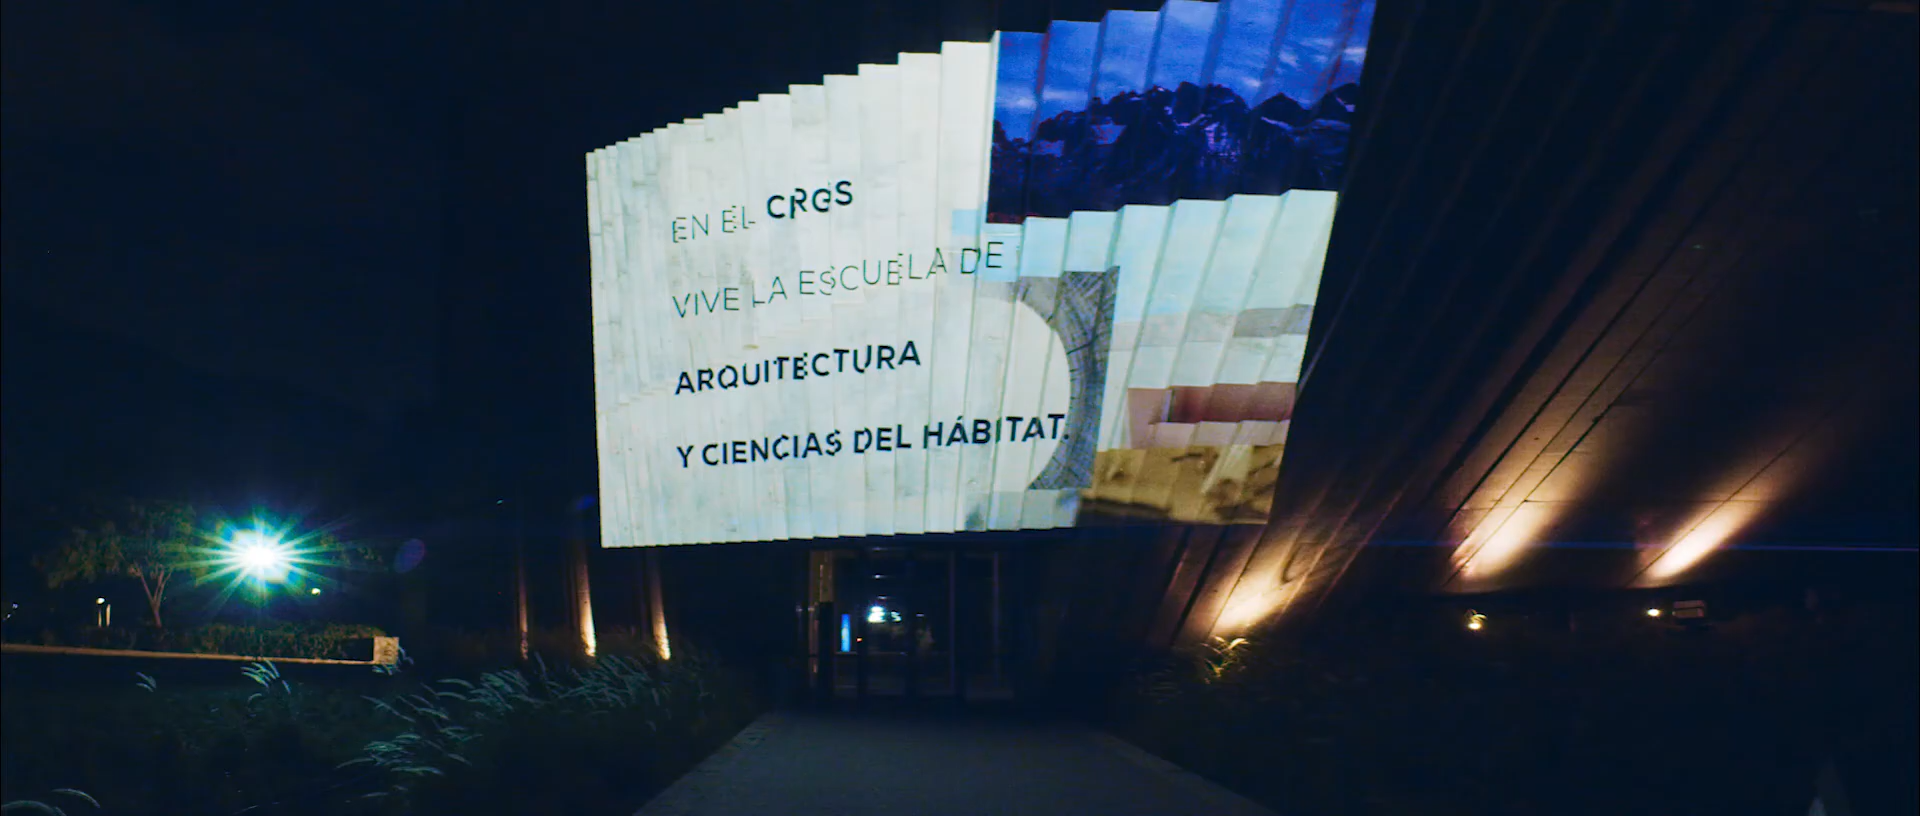 EN EL CRGS
VIVE LA ESCUELA DE
ARQUITECTURA
Y CIENCIAS DEL HÁBITAT.